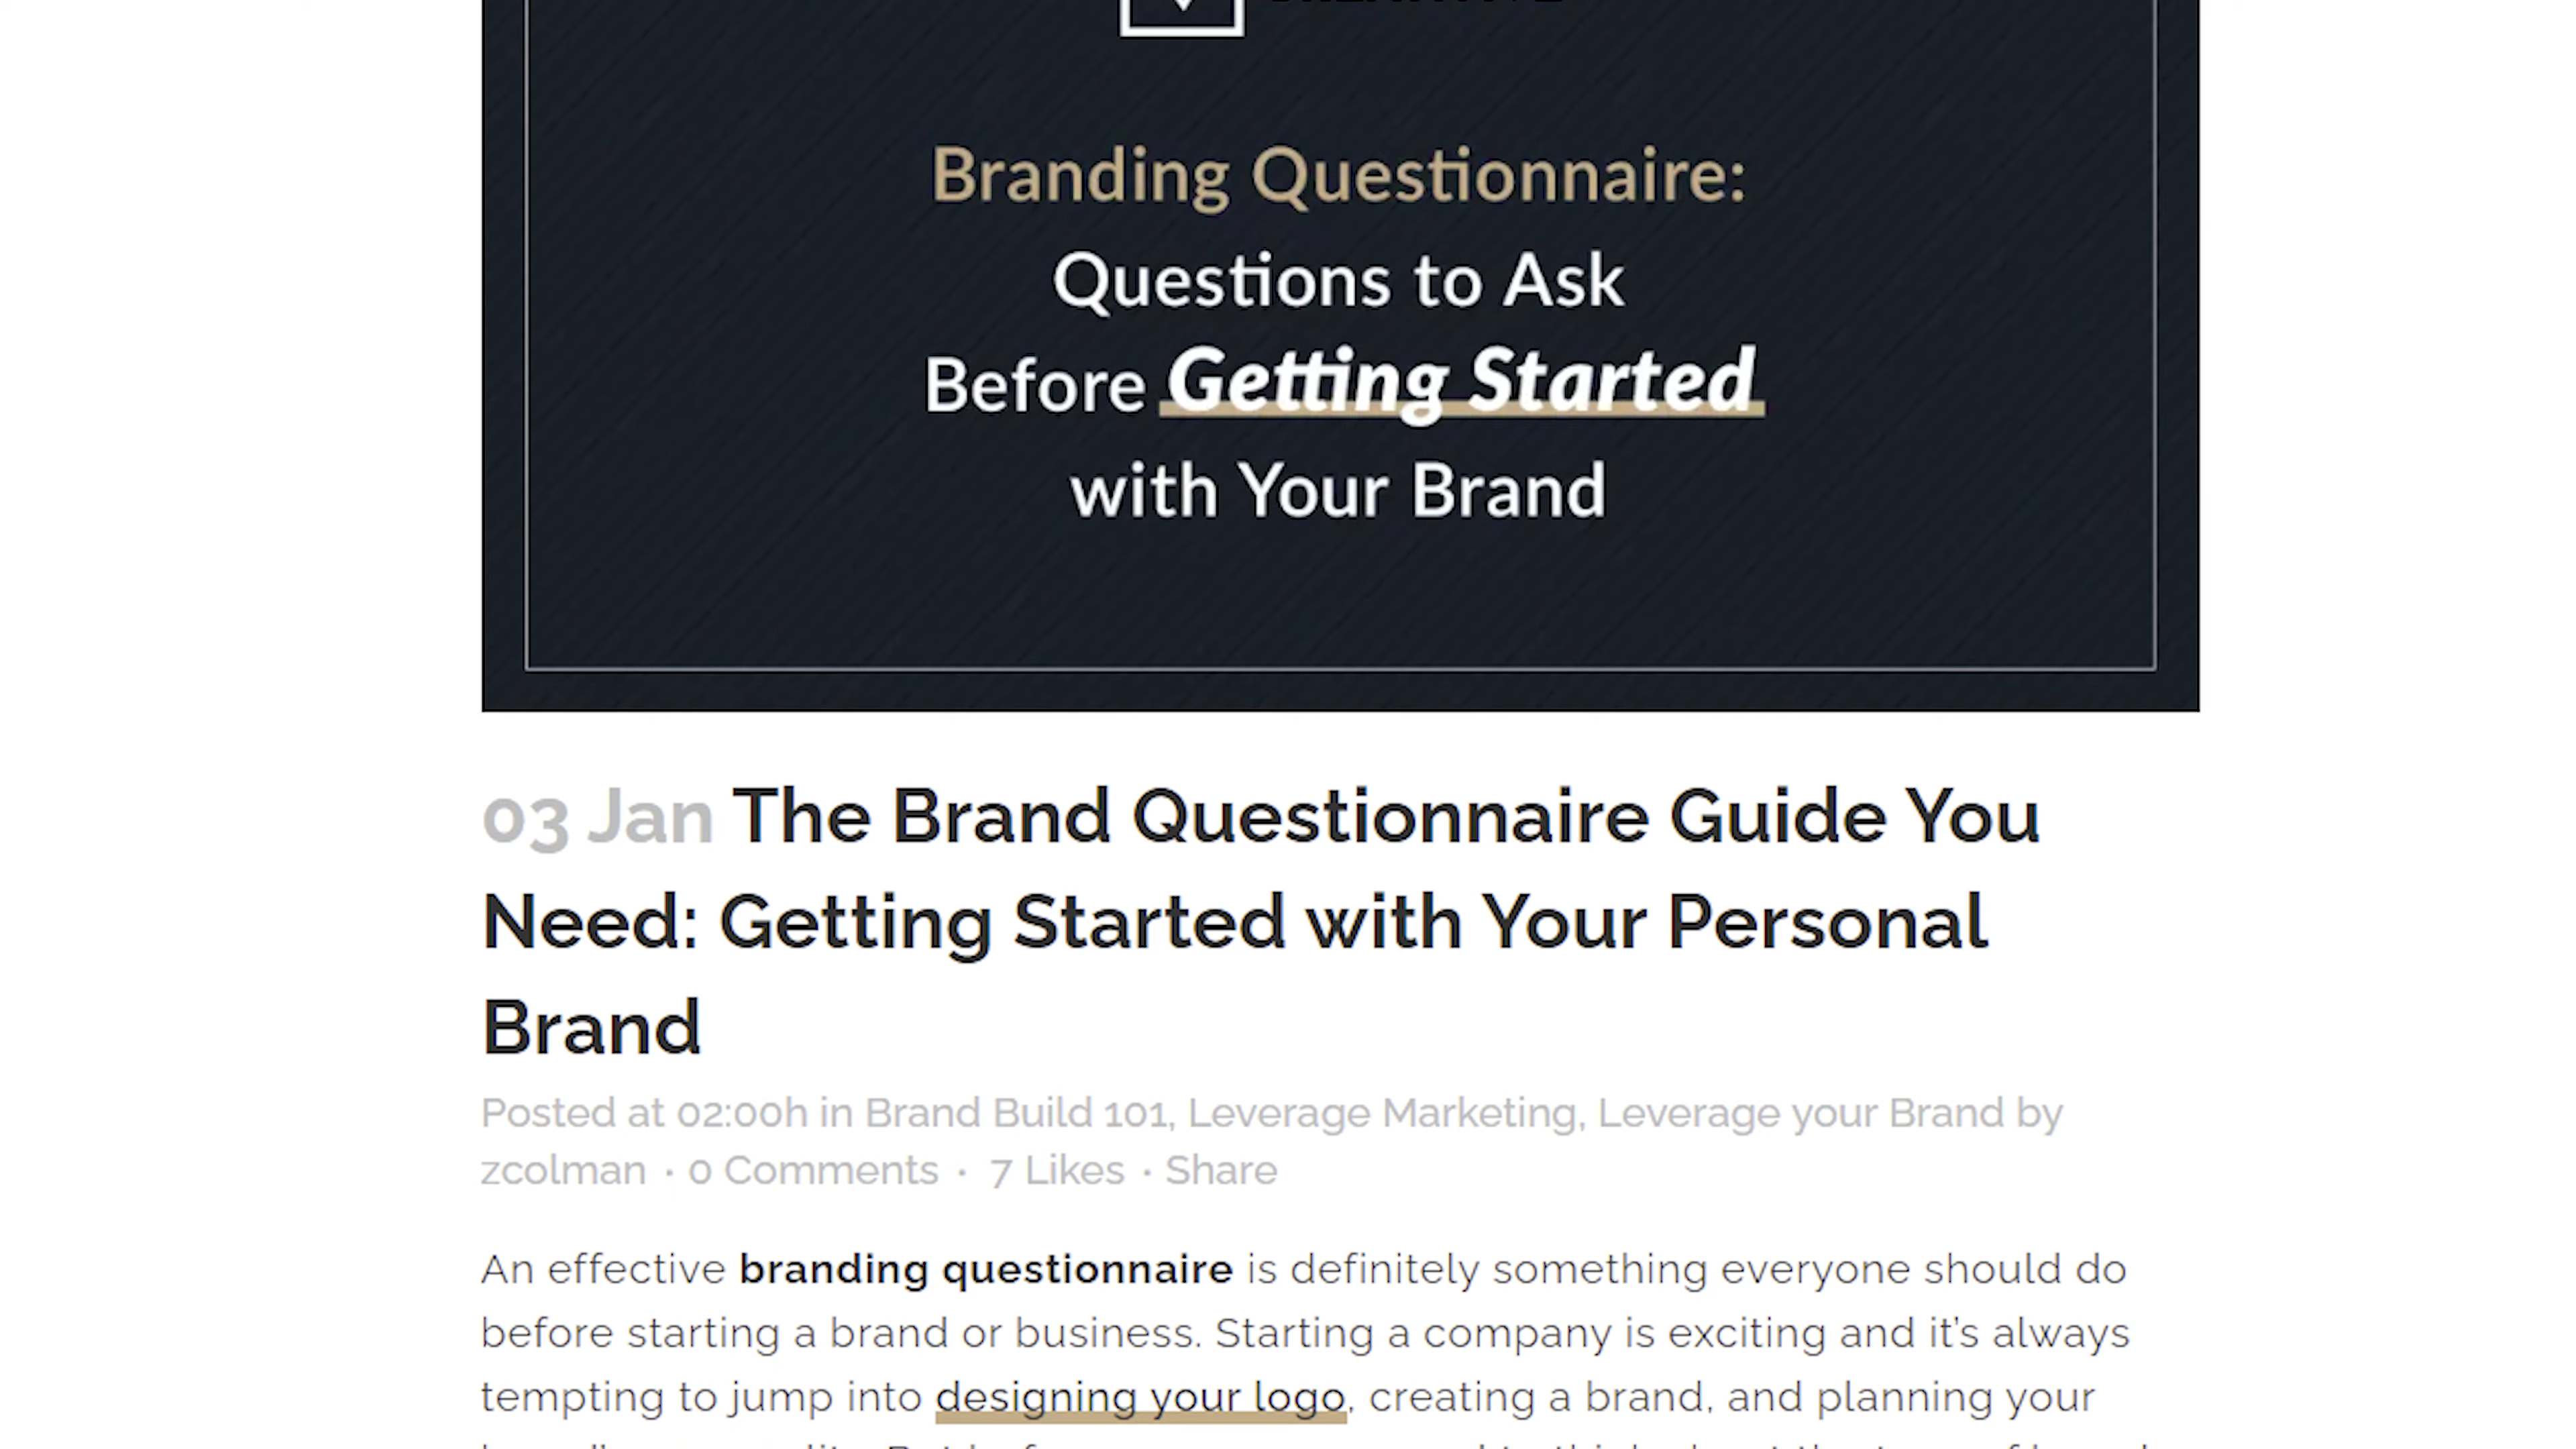 Branding Questionnaire:
Questions to Ask
Before Getting Started
with Your Brand
03 Jan The Brand Questionnaire Guide You
Need: Getting Started with Your Personal
Brand
Posted at 02:00h in Brand Build 101, Leverage Marketing, Leverage your Brand by
zcolman · 0 Comments · 7 Likes · Share
An effective branding questionnaire is definitely something everyone should do
before starting a brand or business. Starting a company is exciting and it’s always
tempting to jump into designing your logo, creating a brand, and planning your